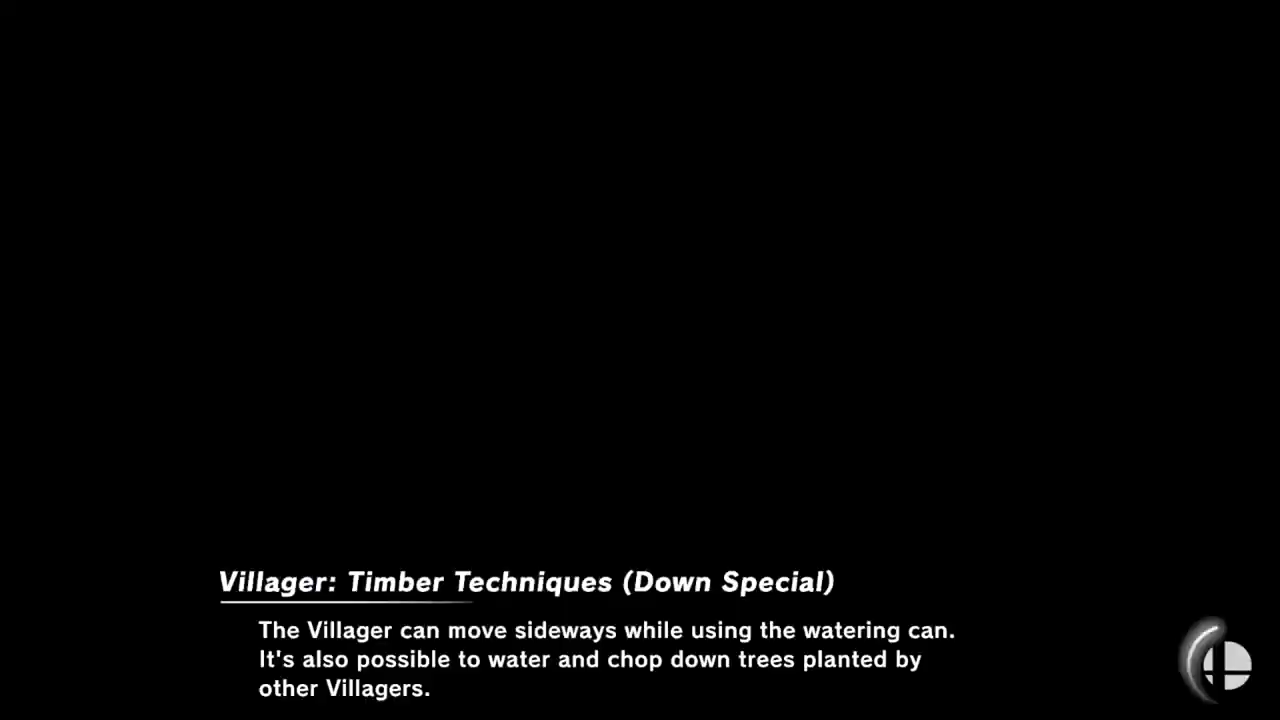 Villager: Timber Techniques (Down Special)
The Villager can move sideways while using the watering can.
It's also possible to water and chop down trees planted by
other Villagers.